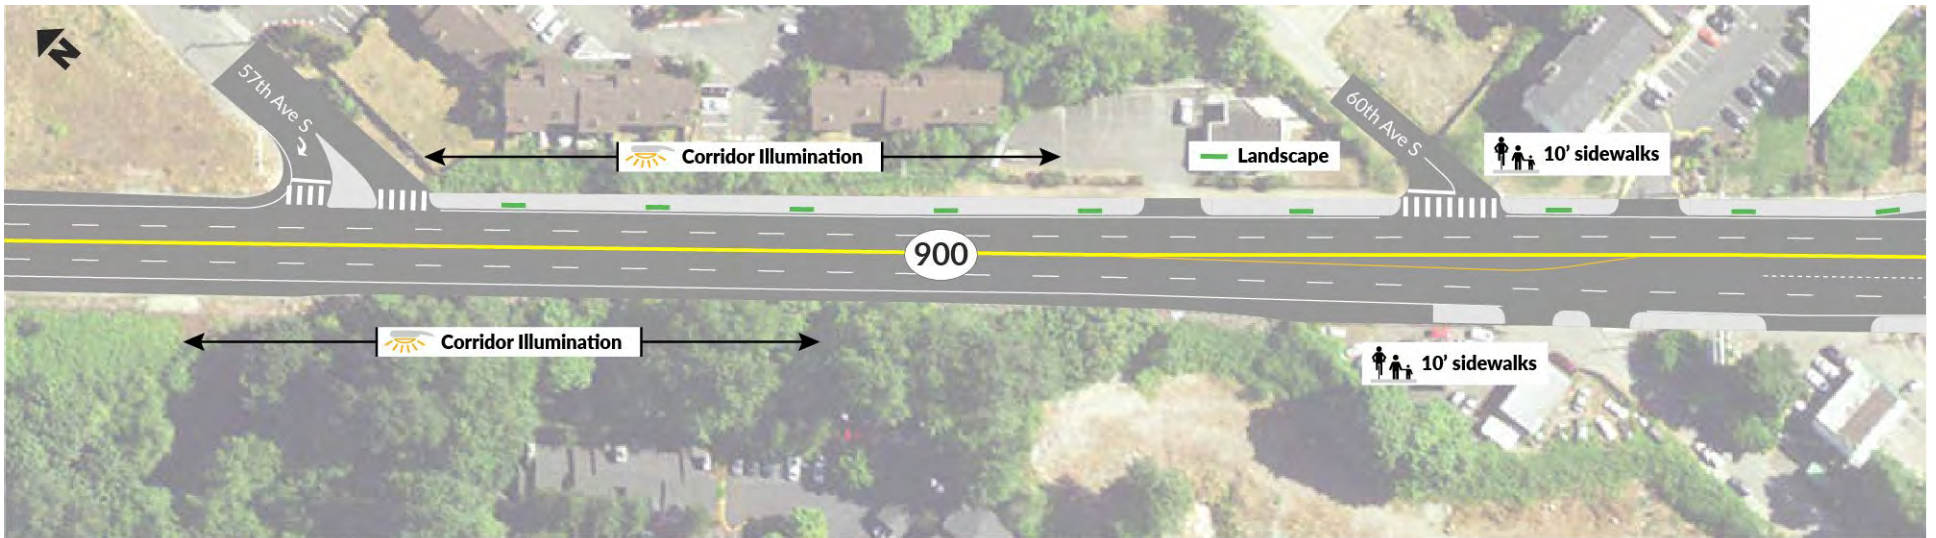 N
57th Ave S
Corridor Illumination
Landscape
60th Ave S
10’ sidewalks
900
Corridor Illumination
10’ sidewalks